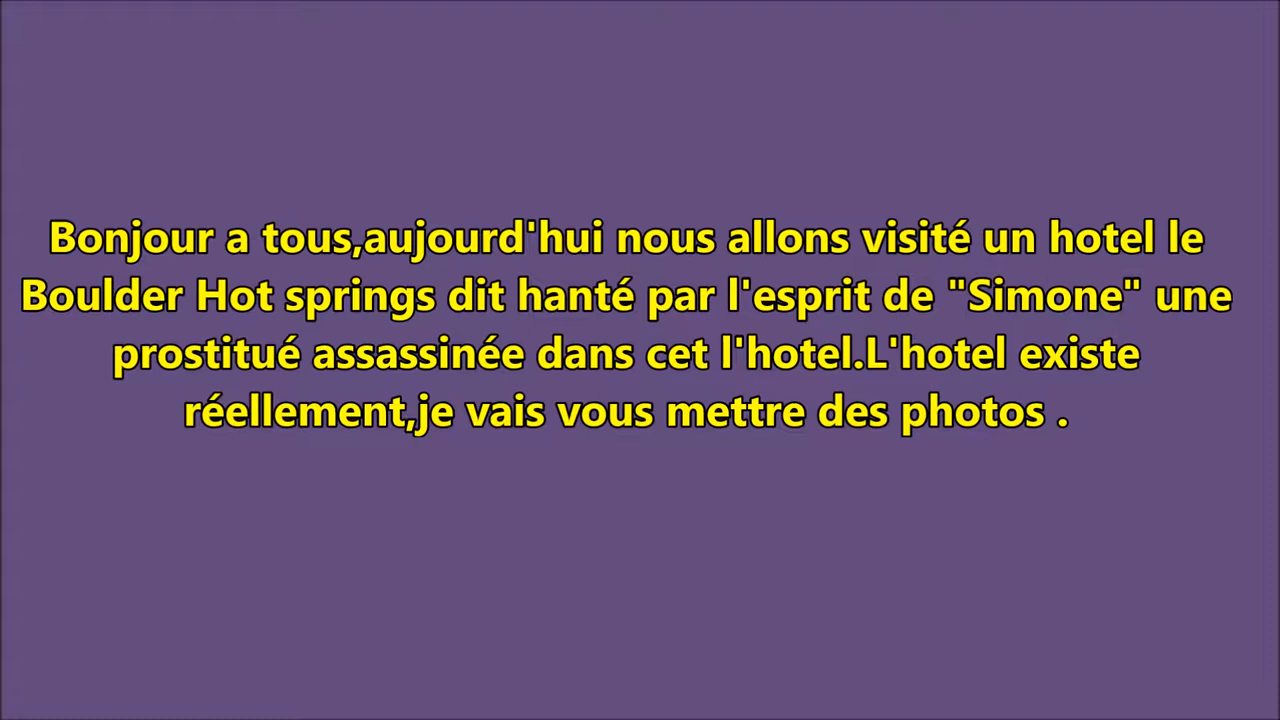 Bonjour a tous,aujourd'hui nous allons visité un hotel le
Boulder Hot springs dit hanté par l'esprit de "Simone" une
prostitué assassinée dans cet l'hotel.L'hotel existe
réellement,je vais vous mettre des photos .